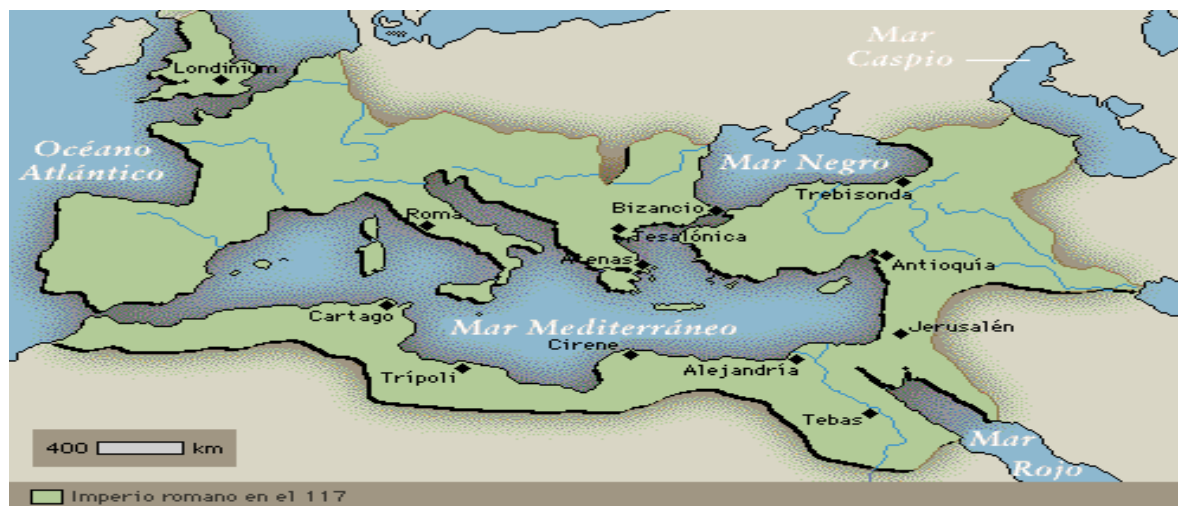 Mar
Caspio
Londinium
Océano
Atlántico
Mar Negro
Trebisonda
Bizancio
Roma
Tesalónica
Atenas
Antioquía
Cartago
Mar Mediterráneo
Jerusalén
Cirene
Trípoli
Alejandría
Tebas
Mar
Rojo
400 km
Imperio romano en el 117